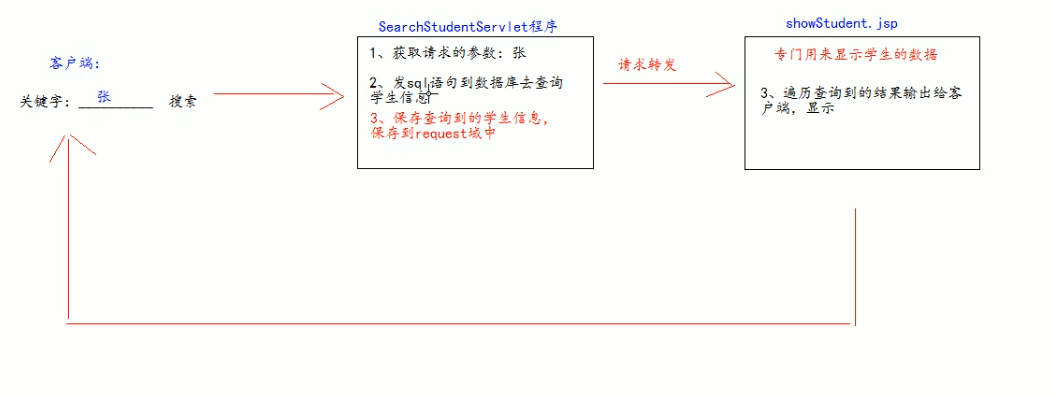 客户端：
关键字：张 搜索
SearchStudentServlet程序
1、获取请求的参数：张
2、发sql语句到数据库去查询
学生信息
3、保存查询到的学生信息，
保存到request域中
请求转发
showStudent.jsp
专门用来显示学生的数据
3、遍历查询到的结果输出给客
户端，显示